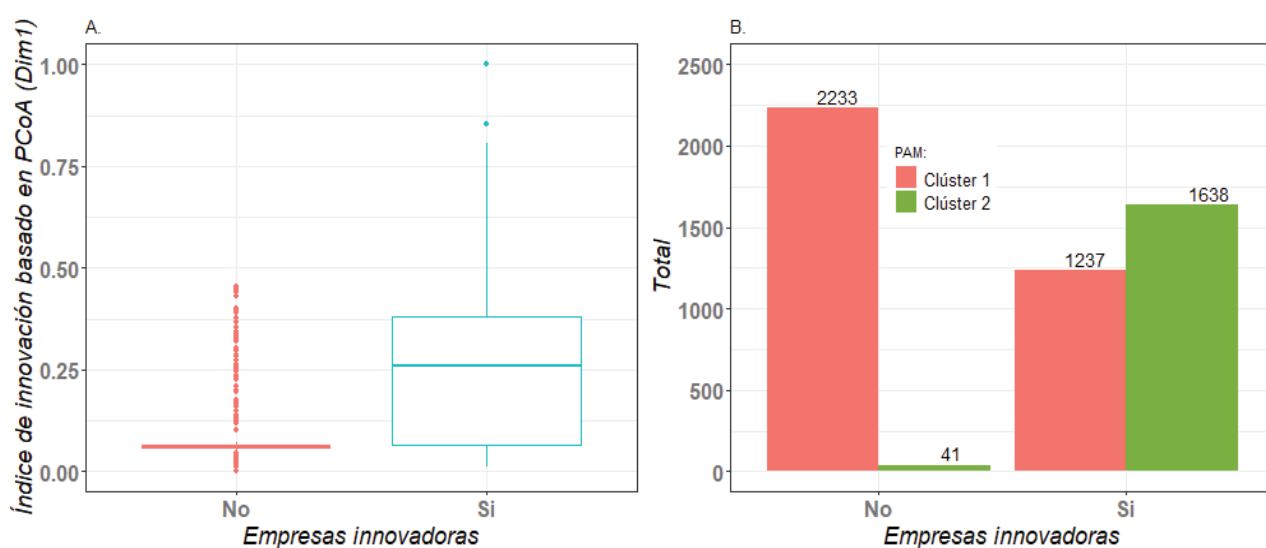 A.
Índice de innovación basado en PCoA (Dim1)
1.00
0.75
0.50
0.25
0.00
No
Si
Empresas innovadoras
B.
Total
2500
2000
1500
1000
500
0
2233
41
1237
1638
PAM:
Clúster 1
Clúster 2
No
Si
Empresas innovadoras